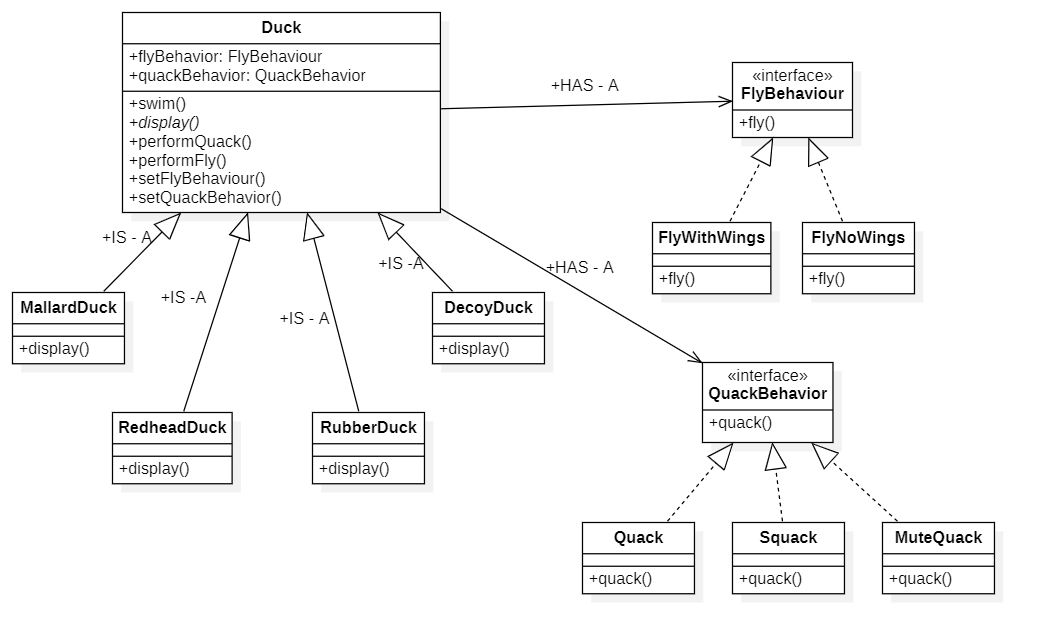 Duck
+flyBehavior: FlyBehaviour
+quackBehavior: QuackBehavior
+swim()
+display()
+performQuack()
+performFly()
+setFlyBehaviour()
+setQuackBehavior()
+HAS - A
«interface»
FlyBehaviour
+fly()
FlyWithWings
+fly()
FlyNoWings
+fly()
+IS - A
+IS -A
+IS - A
+IS -A
+HAS - A
MallardDuck
+display()
DecoyDuck
+display()
RedheadDuck
+display()
RubberDuck
+display()
«interface»
QuackBehavior
+quack()
Quack
+quack()
Squack
+quack()
MuteQuack
+quack()